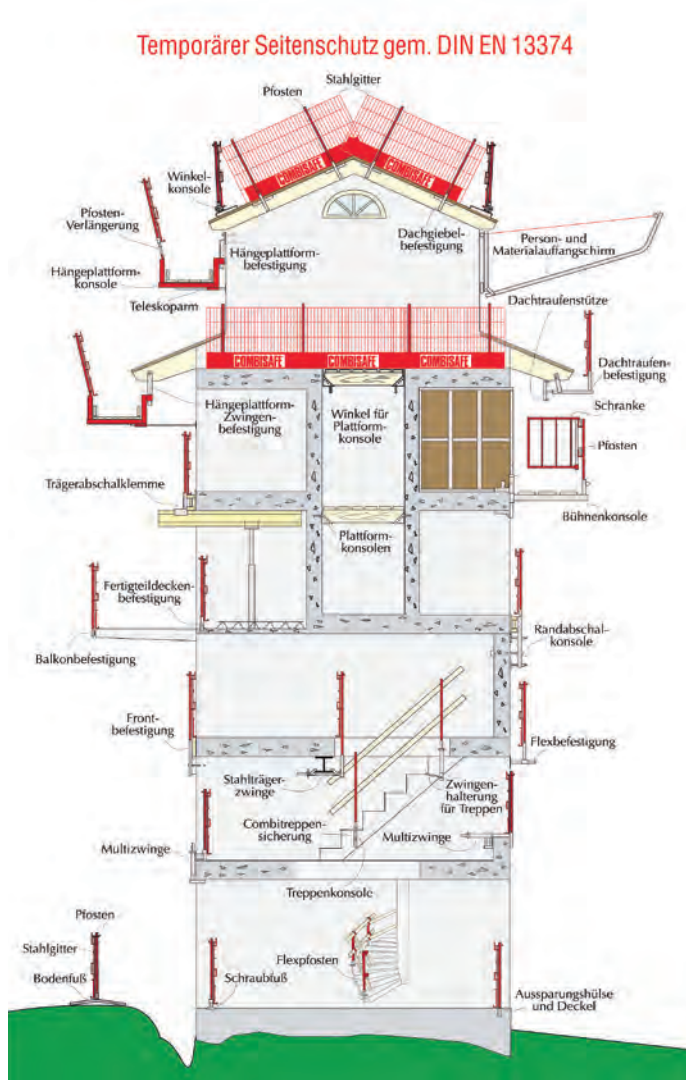 Temporärer Seitenschutz gem. DIN EN 13374
Stahlgitter
Pfosten
COMBISAFE
COMBISAFE
Winkel-
konsole
Pfosten-
Verlängerung
Hängeplattform-
befestigung
Dachgiebel-
befestigung
Person- und
Materialauffangschirm
Hängeplattform-
konsole
Teleskoparm
Dachtraufenstütze
COMBISAFE
COMBISAFE
COMBISAFE
Dachtraufen-
befestigung
Hängeplattform-
Zwingen-
befestigung
Winkel für
Plattform-
konsole
Schranke
Pfosten
Trägerabschalklemme
Bühnenkonsole
Plattform-
konsolen
Fertigteildecken-
befestigung
Randabschal-
konsole
Balkonbefestigung
Front-
befestigung
Flexbefestigung
Stahlträger-
zwinge
Zwingen-
halterung
für Treppen
Combitreppen-
sicherung
Multizwinge
Multizwinge
Treppenkonsole
Pfosten
Stahlgitter
Bodenfuß
Flexpfosten
Schraubfuß
Aussparungshülse
und Deckel